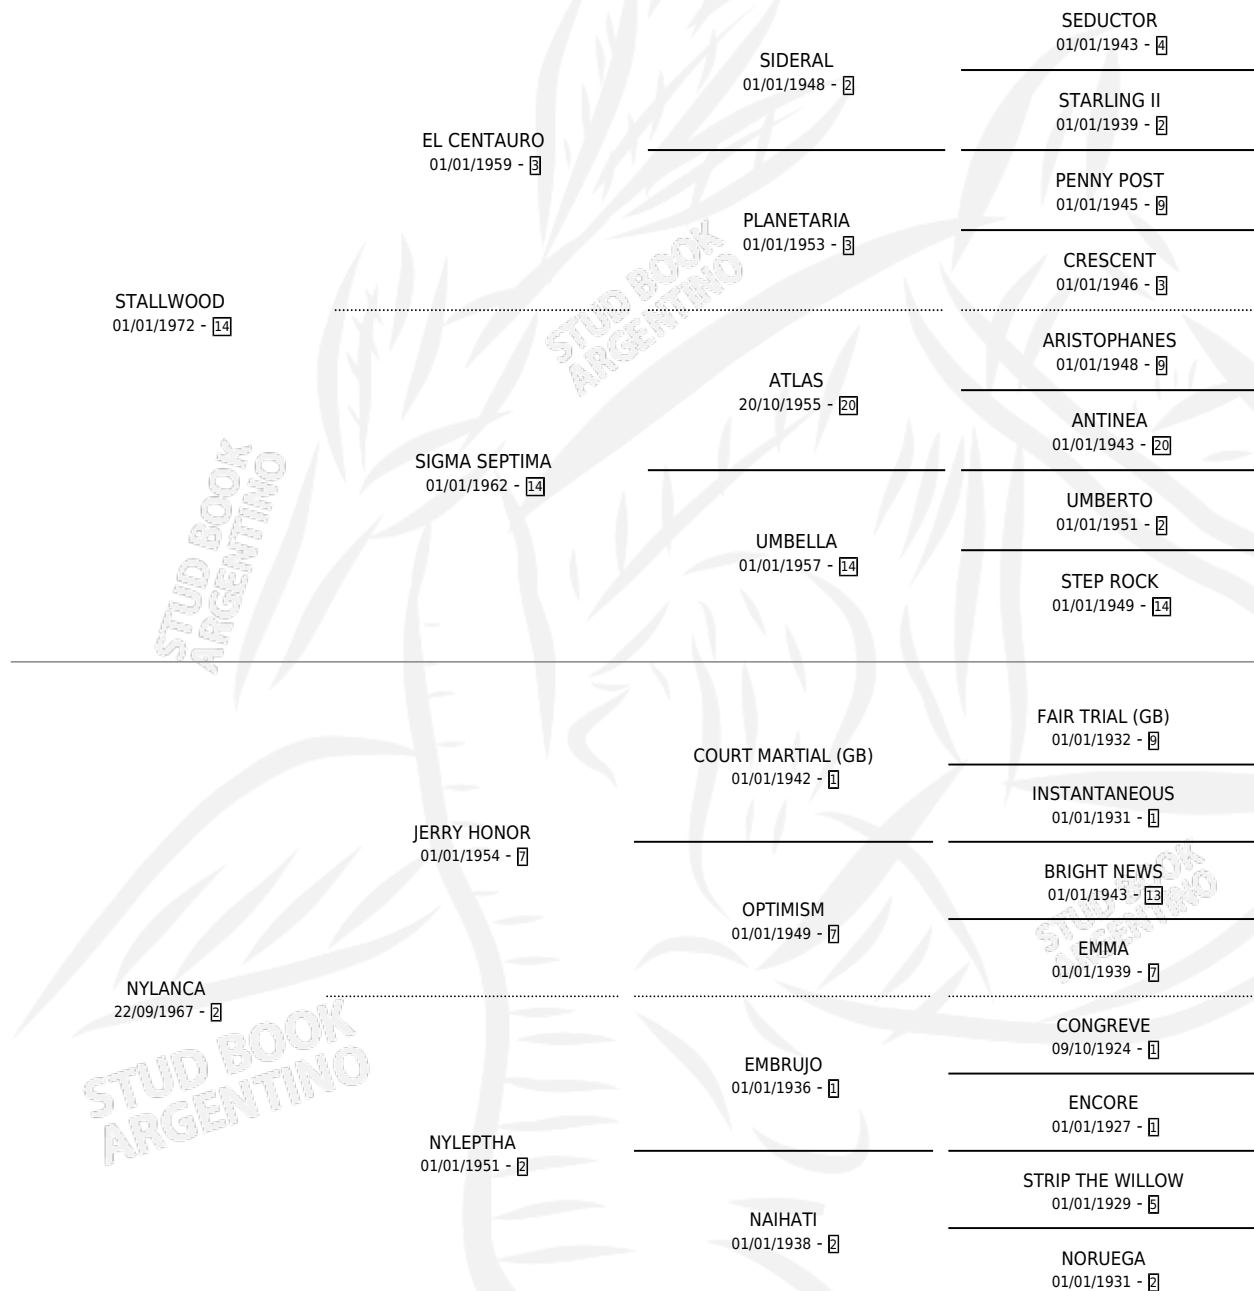 SEDUCTOR
01/01/1943 - 4
SIDERAL
01/01/1948 - 2
STARLING II
01/01/1939 - 2
EL CENTAURO
01/01/1959 - 3
PENNY POST
01/01/1945 - 9
PLANETARIA
01/01/1953 - 3
CRESCENT
01/01/1946 - 3
STALLWOOD
01/01/1972 - 14
ARISTOPHANES
01/01/1948 - 9
ATLAS
20/10/1955 - 20
ANTINEA
01/01/1943 - 20
SIGMA SEPTIMA
01/01/1962 - 14
UMBERTO
01/01/1951 - 2
UMBELLA
01/01/1957 - 14
STEP ROCK
01/01/1949 - 14
FAIR TRIAL (GB)
01/01/1932 - 9
COURT MARTIAL (GB)
01/01/1942 - 1
INSTANTANEOUS
01/01/1931 - 1
JERRY HONOR
01/01/1954 - 7
BRIGHT NEWS
01/01/1943 - 13
OPTIMISM
01/01/1949 - 7
EMMA
01/01/1939 - 7
NYLANCA
22/09/1967 - 2
CONGREVE
09/10/1924 - 1
EMBRUJO
01/01/1936 - 1
ENCORE
01/01/1927 - 1
NYLEPTHA
01/01/1951 - 2
STRIP THE WILLOW
01/01/1929 - 5
NAIHATI
01/01/1938 - 2
NORUEGA
01/01/1931 - 2
STUD BOOK
ARGENTINO
STUD BOOK
ARGENTINO
STUD BOOK
ARGENTINO
STUD BOOK
ARGENTINO